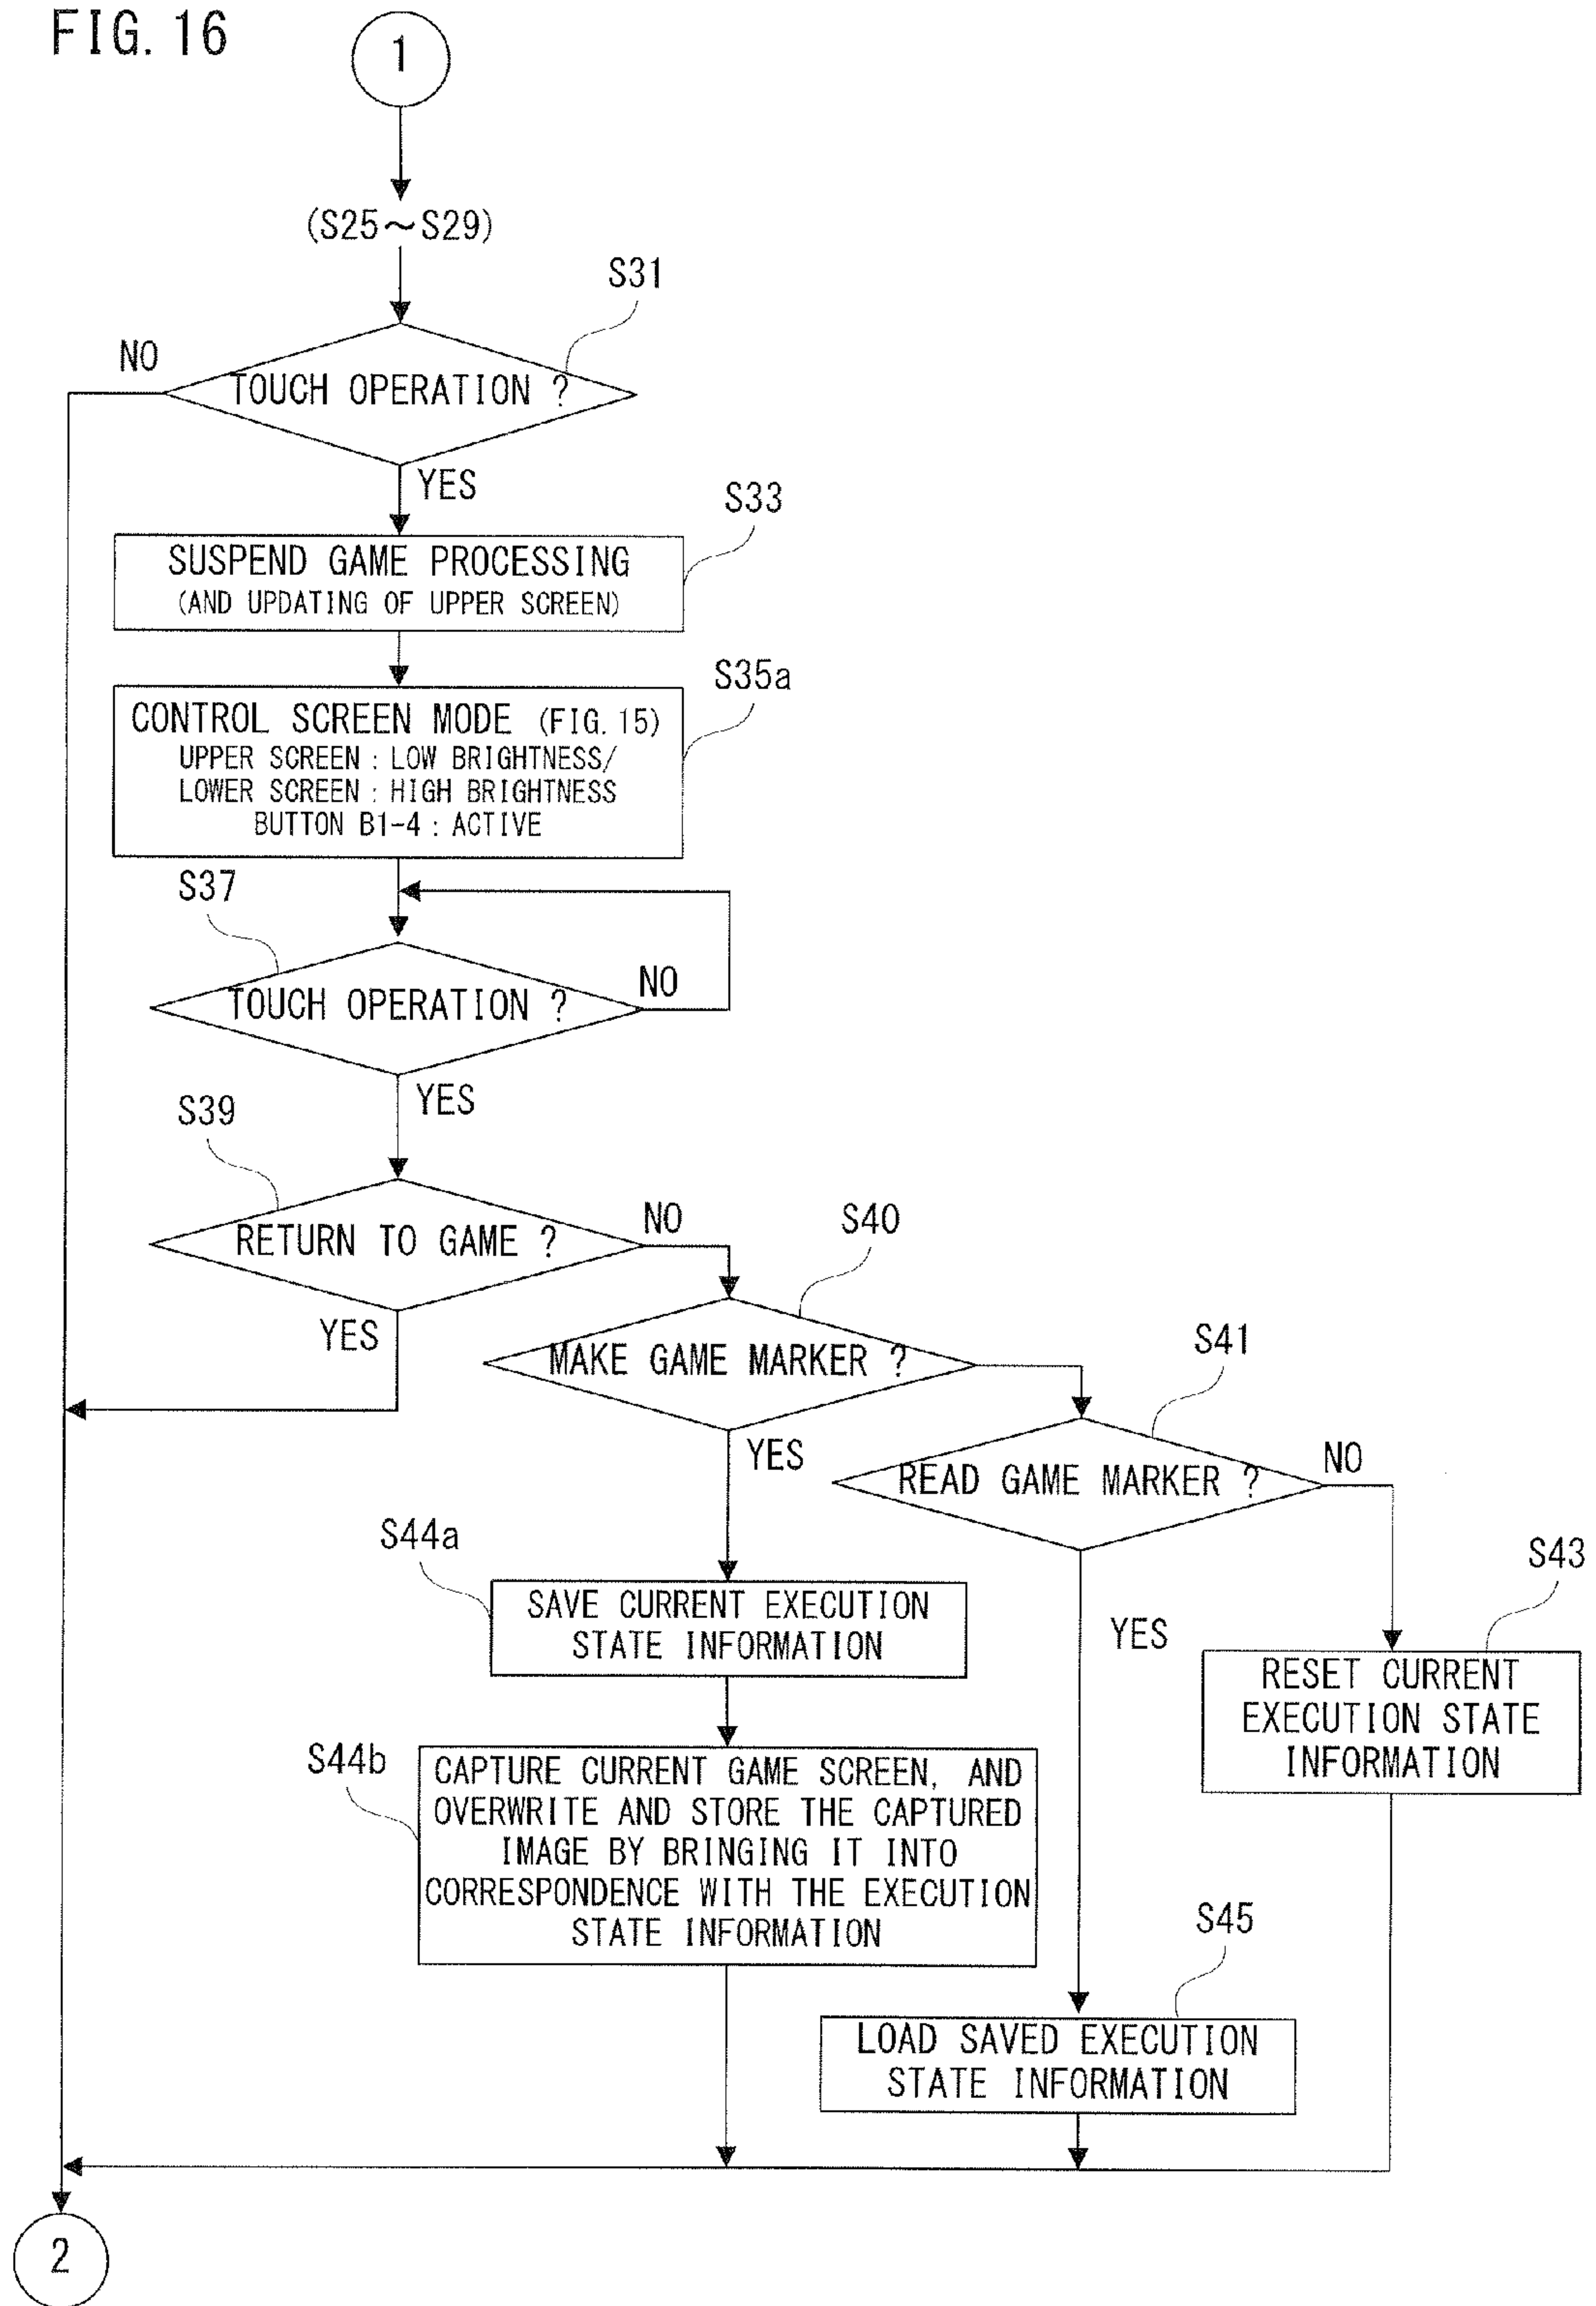 FIG. 16
1
(S25~S29)
S31
NO
TOUCH OPERATION ?
YES
S33
SUSPEND GAME PROCESSING
(AND UPDATING OF UPPER SCREEN)
S35a
CONTROL SCREEN MODE (FIG. 15)
UPPER SCREEN : LOW BRIGHTNESS/
LOWER SCREEN : HIGH BRIGHTNESS
BUTTON B1-4 : ACTIVE
S37
TOUCH OPERATION ?
NO
YES
S39
RETURN TO GAME ?
NO
YES
S40
MAKE GAME MARKER ?
YES
S41
READ GAME MARKER ?
NO
YES
S44a
SAVE CURRENT EXECUTION
STATE INFORMATION
S43
RESET CURRENT
EXECUTION STATE
INFORMATION
S44b
CAPTURE CURRENT GAME SCREEN, AND
OVERWRITE AND STORE THE CAPTURED
IMAGE BY BRINGING IT INTO
CORRESPONDENCE WITH THE EXECUTION
STATE INFORMATION
S45
LOAD SAVED EXECUTION
STATE INFORMATION
2